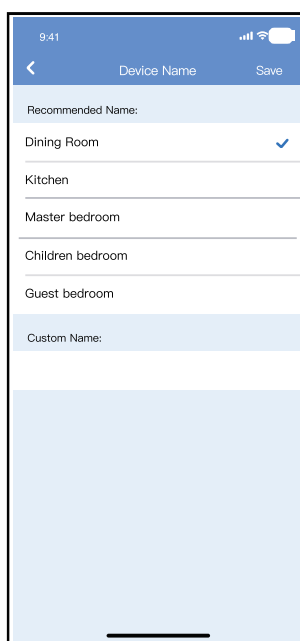 9:41
Device Name Save
Recommended Name:
Dining Room
Kitchen
Master bedroom
Children bedroom
Guest bedroom
Custom Name: